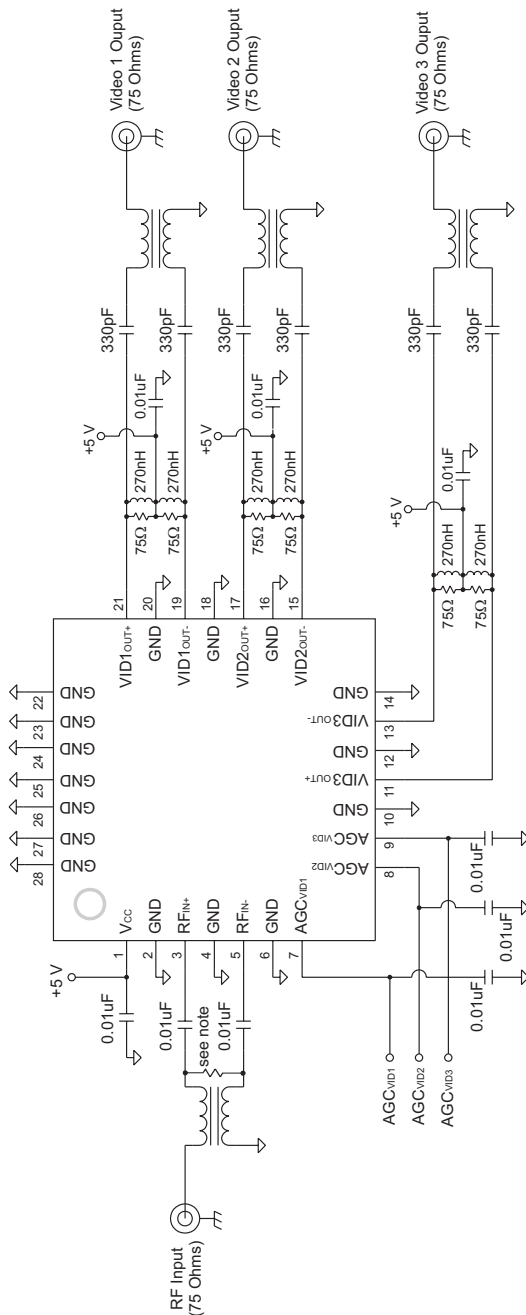 RF Input
(75 Ohms)
see note
0.01uF
0.01uF
+5 V
0.01uF
AGCVID1
AGCVID2
AGCVID3
0.01uF
0.01uF
0.01uF
1
VCC
2
GND
3
RFIN+
4
GND
5
RFIN-
6
GND
7
AGCVID1
8
AGCVID2
9
AGCVID3
10
GND
11
VID3OUT+
12
GND
13
VID3OUT-
14
GND
15
VID2OUT-
16
GND
17
VID2OUT+
18
GND
19
VID1OUT-
20
GND
21
VID1OUT+
22
GND
23
GND
24
GND
25
GND
26
GND
27
GND
28
GND
75Ω
270nH
75Ω
270nH
+5 V
0.01uF
330pF
330pF
Video 1 Ouput
(75 Ohms)
75Ω
270nH
75Ω
270nH
+5 V
0.01uF
330pF
330pF
Video 2 Ouput
(75 Ohms)
75Ω
270nH
75Ω
270nH
+5 V
0.01uF
330pF
330pF
Video 3 Ouput
(75 Ohms)